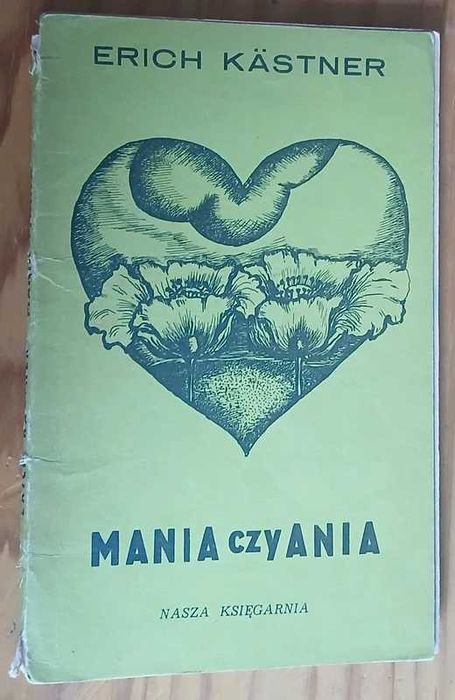 ERICH KÄSTNER
MANIA czy ANIA
NASZA KSIĘGARNIA